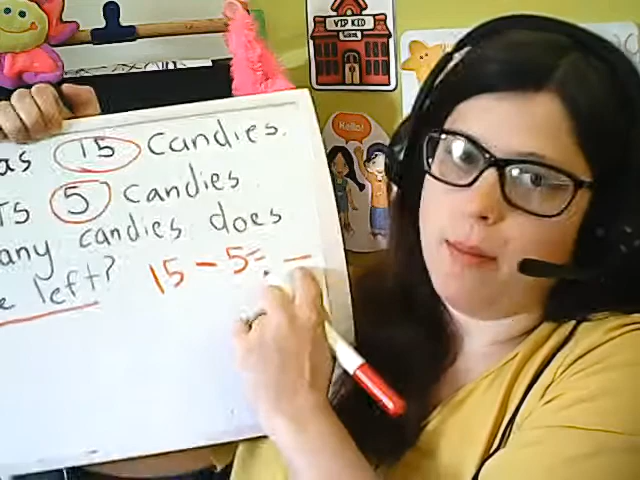 VIP KID
Hello!
as 15 Candies.
ts 5 candies
any candies does
e left? 15 - 5 = _